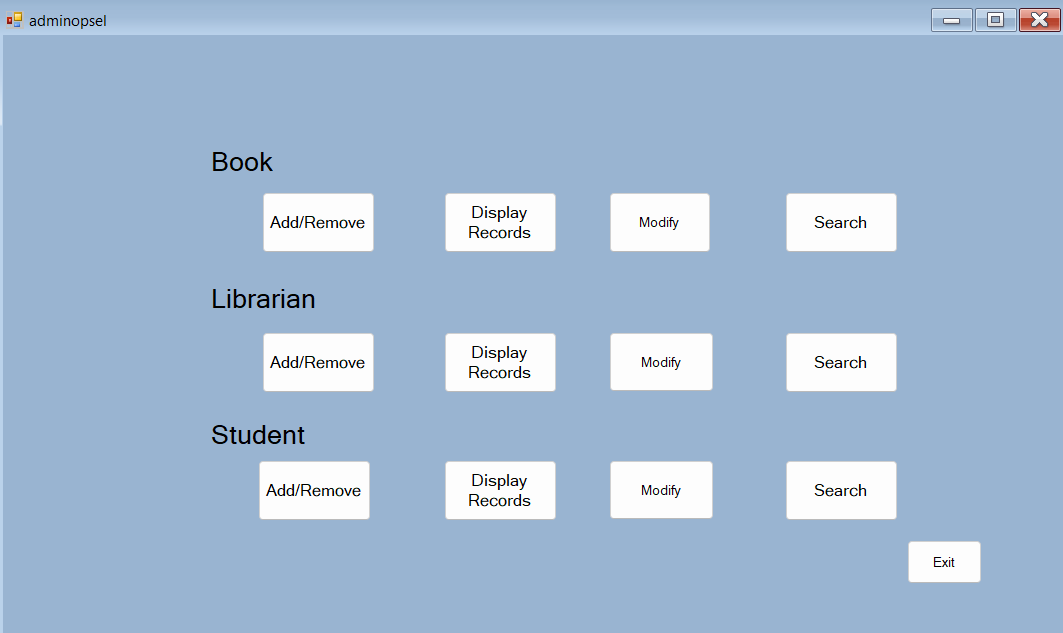 adminopsel
Book
Add/Remove
Display
Records
Modify
Search
Librarian
Add/Remove
Display
Records
Modify
Search
Student
Add/Remove
Display
Records
Modify
Search
Exit